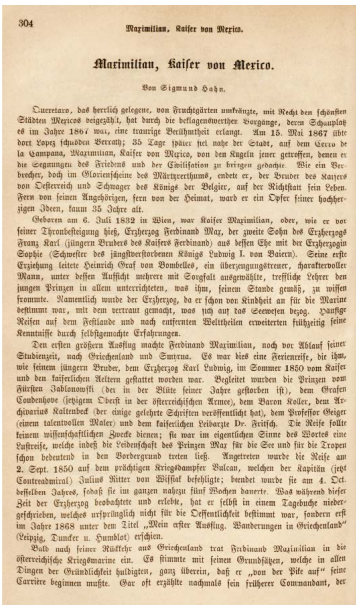 304
Maximilian, Kaiser von Mexico.
Maximilian, Kaiser von Mexico.
Von Sigmund Hahn.
Queretaro, das herrlich gelegene, von Fruchtgärten umkränzte, mit Recht den schönsten
Städten Mexicos beigezählt, hat durch die beklagenswerthen Vorgänge, deren Schauplatz
es im Jahre 1867 war, eine traurige Berühmtheit erlangt. Am 15. Mai 1867 übte
dort Lopez schnöden Verrath; 35 Tage später fiel nahe der Stadt, auf dem Cerro de
la Campana, Maximilian, Kaiser von Mexico, von den Kugeln jener getroffen, denen er
die Segnungen des Friedens und der Civilisation zu bringen gedachte. Wie ein Ver-
brecher, doch im Glorienscheine des Märtyrerthums, endete er, der Bruder des Kaisers
von Oesterreich und Schwager des Königs der Belgier, auf der Richtstatt sein Leben.
Fern von seinen Angehörigen, fern von der Heimat, ward er ein Opfer seiner hochher-
zigen Ideen, kaum 35 Jahre alt.
Geboren am 6. Juli 1832 in Wien, war Kaiser Maximilian, oder, wie er vor
seiner Thronbesteigung hieß, Erzherzog Ferdinand Max, der zweite Sohn des Erzherzogs
Franz Karl (jüngern Bruders des Kaisers Ferdinand) aus dessen Ehe mit der Erzherzogin
Sophie (Schwester des jüngstverstorbenen Königs Ludwig I. von Baiern). Seine erste
Erziehung leitete Heinrich Graf von Bombelles, ein überzeugungstreuer, charaktervoller
Mann, unter dessen Aufsicht mehrere mit Sorgfalt ausgewählte, treffliche Lehrer den
jungen Prinzen in allem unterrichteten, was ihm, seinem Stande gemäß, zu wissen
frommte. Namentlich wurde der Erzherzog, da er schon von Kindheit an für die Marine
bestimmt war, mit dem vertraut gemacht, was sich auf das Seewesen bezog. Häufige
Reisen auf dem Festlande und nach entfernten Welttheilen erweiterten frühzeitig seine
Kenntnisse durch selbstgemachte Erfahrungen.
Den ersten größern Ausflug machte Ferdinand Maximilian, noch vor Ablauf seiner
Studienzeit, nach Griechenland und Smyrna. Es war dies eine Ferienreise, die ihm,
wie seinem jüngern Bruder, dem Erzherzog Karl Ludwig, im Sommer 1850 vom Kaiser
und den kaiserlichen Aeltern gestattet worden war. Begleitet wurden die Prinzen vom
Fürsten Jablonowski (der in der Blüte seiner Jahre gestorben ist), dem Grafen
Coudenhove (jetzigem Oberst in der österreichischen Armee), dem Baron Koller, dem Ar-
chivarius Kaltenbäck (der einige gelehrte Schriften veröffentlicht hat), dem Professor Geiger
(einem talentvollen Maler) und dem kaiserlichen Leibarzte Dr. Fritsch. Die Reise sollte
keinem wissenschaftlichen Zwecke dienen; sie war im eigentlichen Sinne des Wortes eine
Lustreise, welche indeß die Leidenschaft des Prinzen Max für die See und für die Tropen
schon bedeutend in den Vordergrund treten ließ. Angetreten wurde die Reise am
2. Sept. 1850 auf dem prächtigen Kriegsdampfer Vulcan, welchen der Kapitän (jetzt
Contreadmiral) Julius Ritter von Wissiak befehligte; beendet wurde sie am 4. Oct.
desselben Jahres, sodaß sie im ganzen nahezu fünf Wochen dauerte. Was während dieser
Zeit der Erzherzog beobachtete und erlebte, hat er selbst in einem Tagebuche nieder-
geschrieben, welches ursprünglich nicht für die Oeffentlichkeit bestimmt war, sondern erst
im Jahre 1868 unter dem Titel „Mein erster Ausflug. Wanderungen in Griechenland“
(Leipzig, Duncker u. Humblot) erschien.
Bald nach seiner Rückkehr aus Griechenland trat Ferdinand Maximilian in die
österreichische Kriegsmarine ein. Es stimmte mit seinen Grundsätzen, welche in allen
Dingen der Gründlichkeit huldigten, ganz überein, daß er „von der Pike auf“ seine
Carrière beginnen mußte. Gar oft erzählte nachmals sein früherer Commandant, der